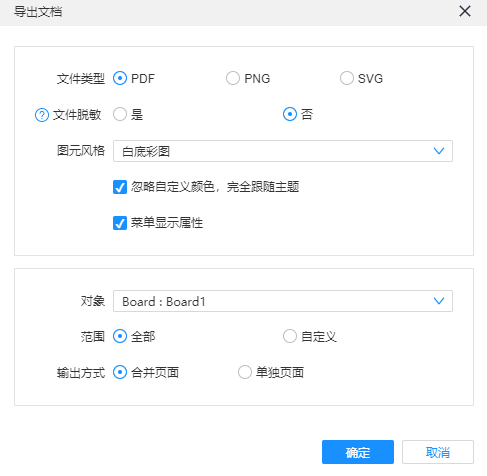 导出文档
文件类型 PDF PNG SVG
? 文件脱敏 是 否
图元风格 白底彩图
忽略自定义颜色，完全跟随主题
菜单显示属性
对象 Board : Board1
范围 全部 自定义
输出方式 合并页面 单独页面
确定 取消